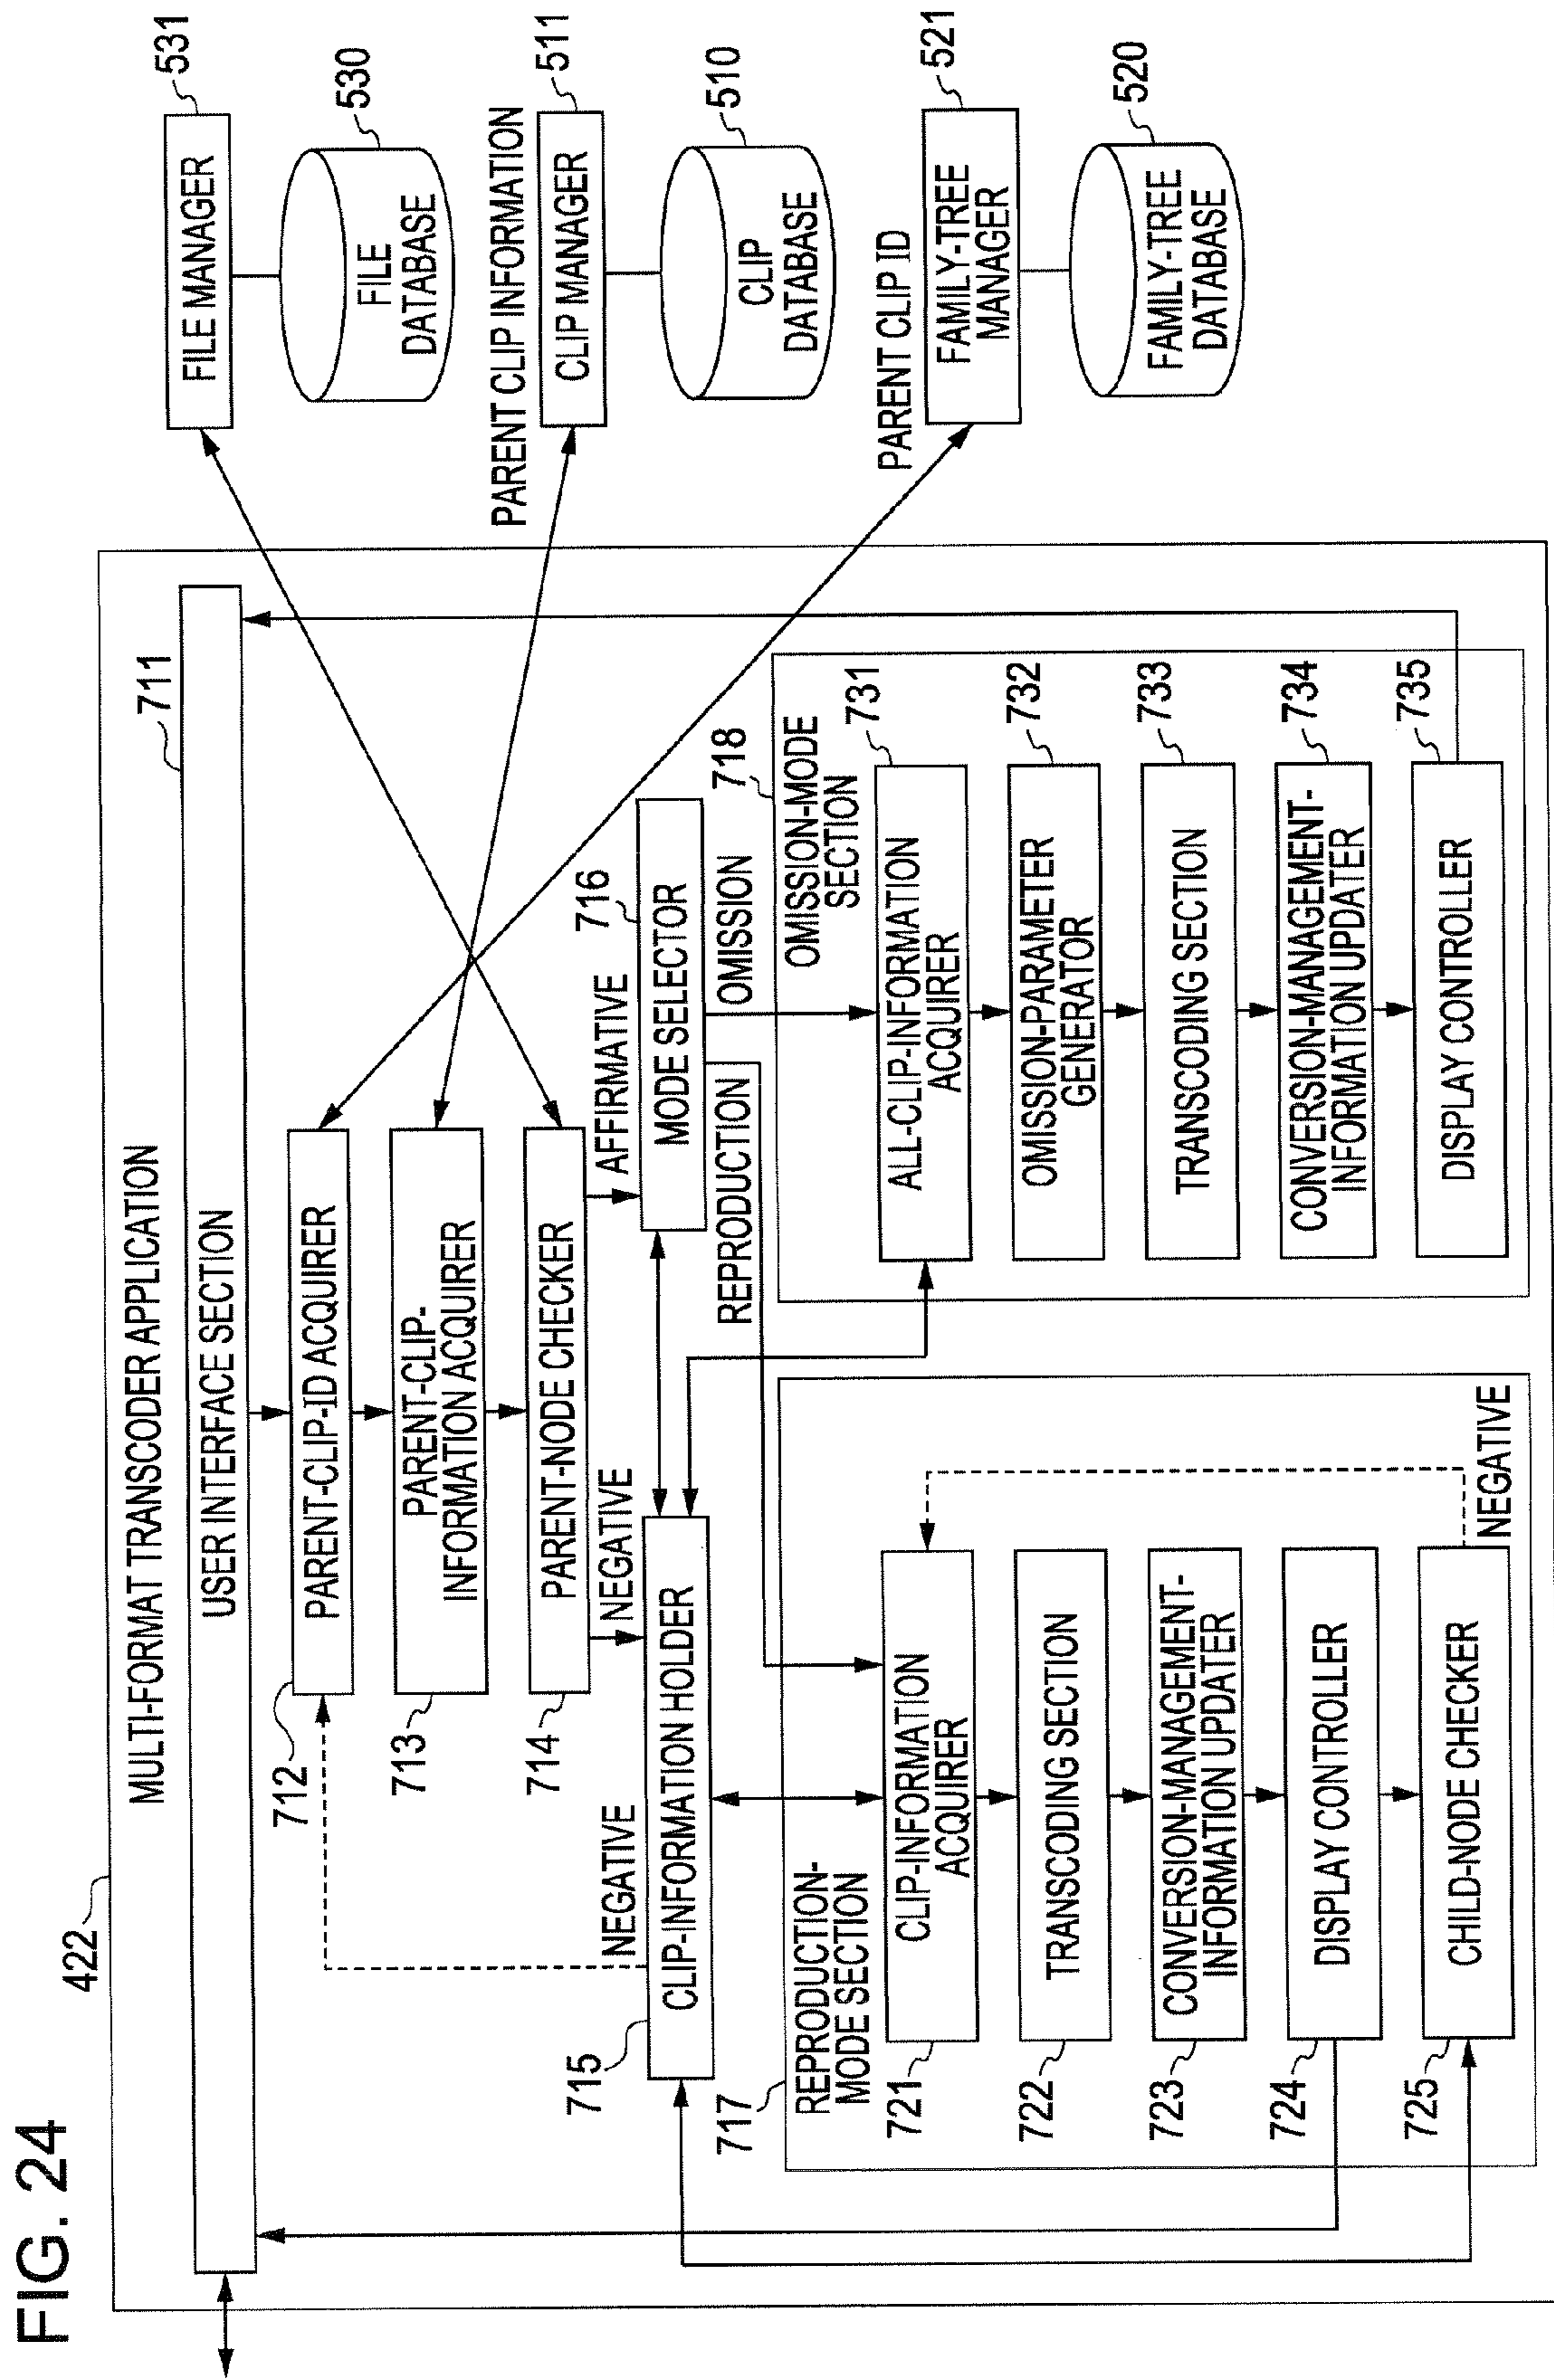 FIG. 24
422
MULTI-FORMAT TRANSCODER APPLICATION
711
USER INTERFACE SECTION
712
PARENT-CLIP-ID ACQUIRER
713
PARENT-CLIP-
INFORMATION ACQUIRER
714
PARENT-NODE CHECKER
NEGATIVE
NEGATIVE
AFFIRMATIVE
715
CLIP-INFORMATION HOLDER
716
MODE SELECTOR
REPRODUCTION
OMISSION
717
REPRODUCTION-
MODE SECTION
721
CLIP-INFORMATION
ACQUIRER
722
TRANSCODING SECTION
723
CONVERSION-MANAGEMENT-
INFORMATION UPDATER
724
DISPLAY CONTROLLER
725
CHILD-NODE CHECKER
NEGATIVE
718
OMISSION-MODE
SECTION
731
ALL-CLIP-INFORMATION
ACQUIRER
732
OMISSION-PARAMETER
GENERATOR
733
TRANSCODING SECTION
734
CONVERSION-MANAGEMENT-
INFORMATION UPDATER
735
DISPLAY CONTROLLER
531
FILE MANAGER
530
FILE
DATABASE
PARENT CLIP INFORMATION
511
CLIP MANAGER
510
CLIP
DATABASE
PARENT CLIP ID
521
FAMILY-TREE
MANAGER
520
FAMILY-TREE
DATABASE